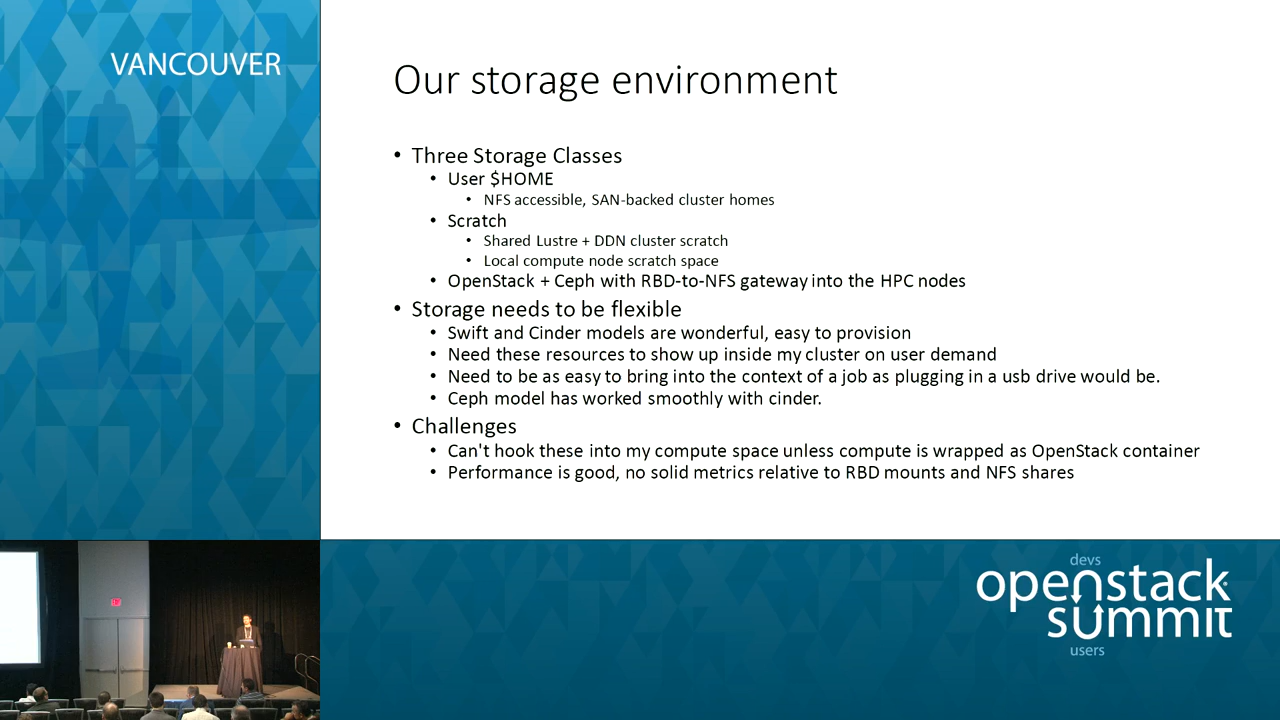 VANCOUVER
Our storage environment
• Three Storage Classes
• User $HOME
• NFS accessible, SAN-backed cluster homes
• Scratch
• Shared Lustre + DDN cluster scratch
• Local compute node scratch space
• OpenStack + Ceph with RBD-to-NFS gateway into the HPC nodes
• Storage needs to be flexible
• Swift and Cinder models are wonderful, easy to provision
• Need these resources to show up inside my cluster on user demand
• Need to be as easy to bring into the context of a job as plugging in a usb drive would be.
• Ceph model has worked smoothly with cinder.
• Challenges
• Can't hook these into my compute space unless compute is wrapped as OpenStack container
• Performance is good, no solid metrics relative to RBD mounts and NFS shares
devs
openstack
summit
users